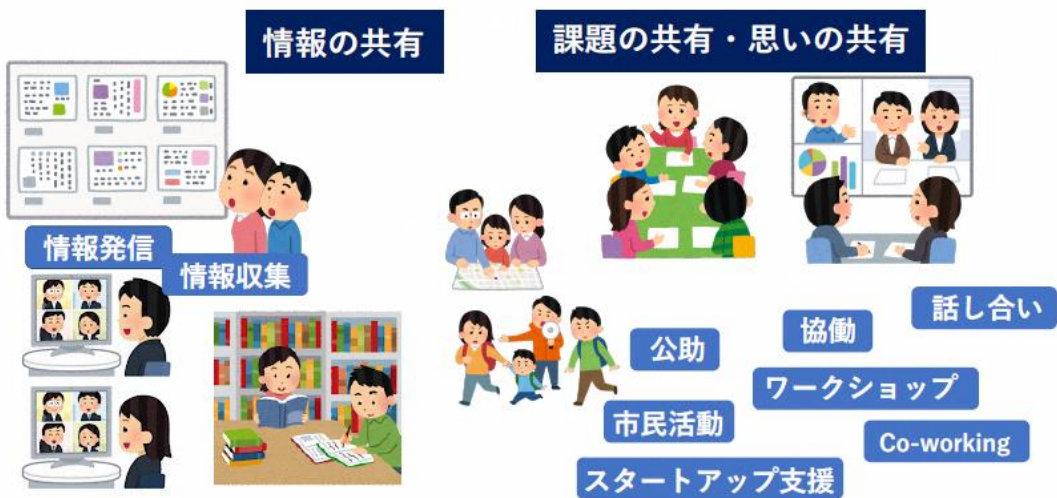 情報の共有
課題の共有・思いの共有
情報発信
情報収集
話し合い
協働
公助
ワークショップ
市民活動
Co-working
スタートアップ支援